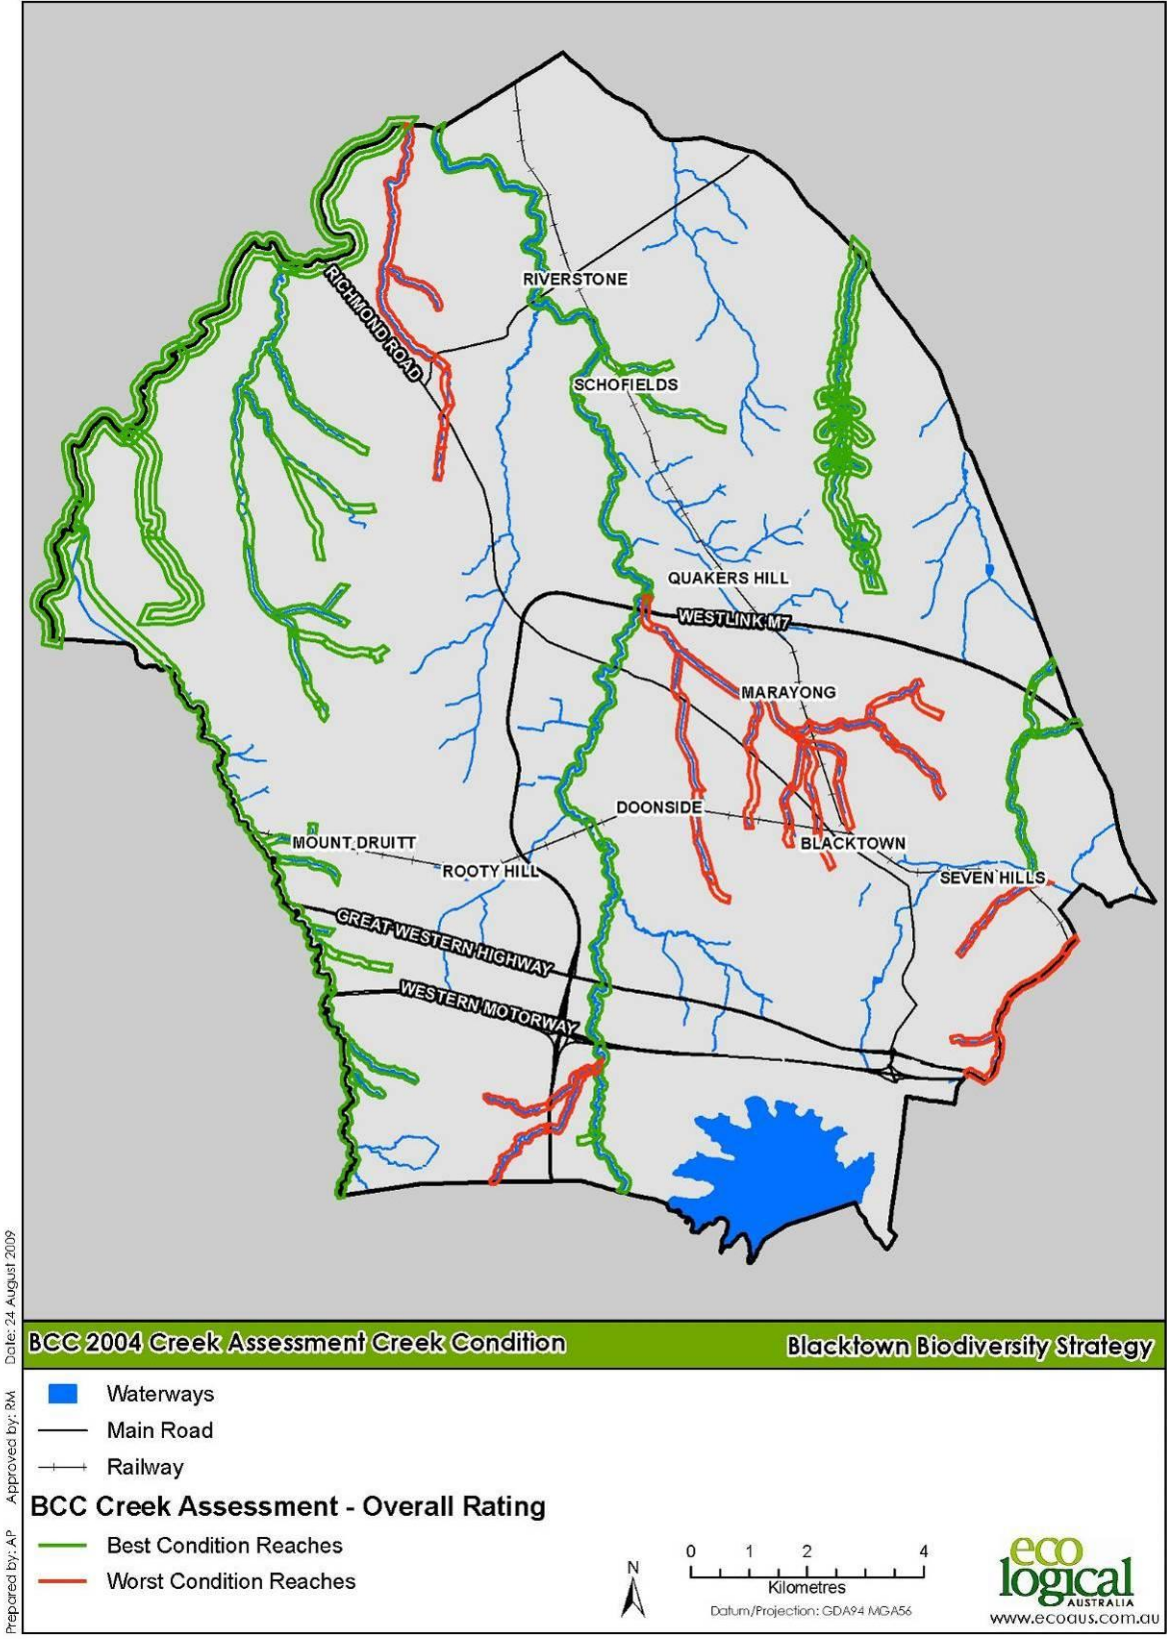 RIVERSTONE
RICHMOND ROAD
SCHOFIELDS
QUAKERS HILL
WESTLINK M7
MARAYONG
DOONSIDE
MOUNT DRUITT
BLACKTOWN
ROOTY HILL
SEVEN HILLS
GREAT WESTERN HIGHWAY
WESTERN MOTORWAY
BCC 2004 Creek Assessment Creek Condition
Blacktown Biodiversity Strategy
Waterways
Main Road
Railway
BCC Creek Assessment - Overall Rating
Best Condition Reaches
Worst Condition Reaches
N
0 1 2 4
Kilometres
Datum/Projection: GDA94 MGA56
eco
logical
AUSTRALIA
www.ecoaus.com.au
Prepared by: AP Approved by: RM Date: 24 August 2009